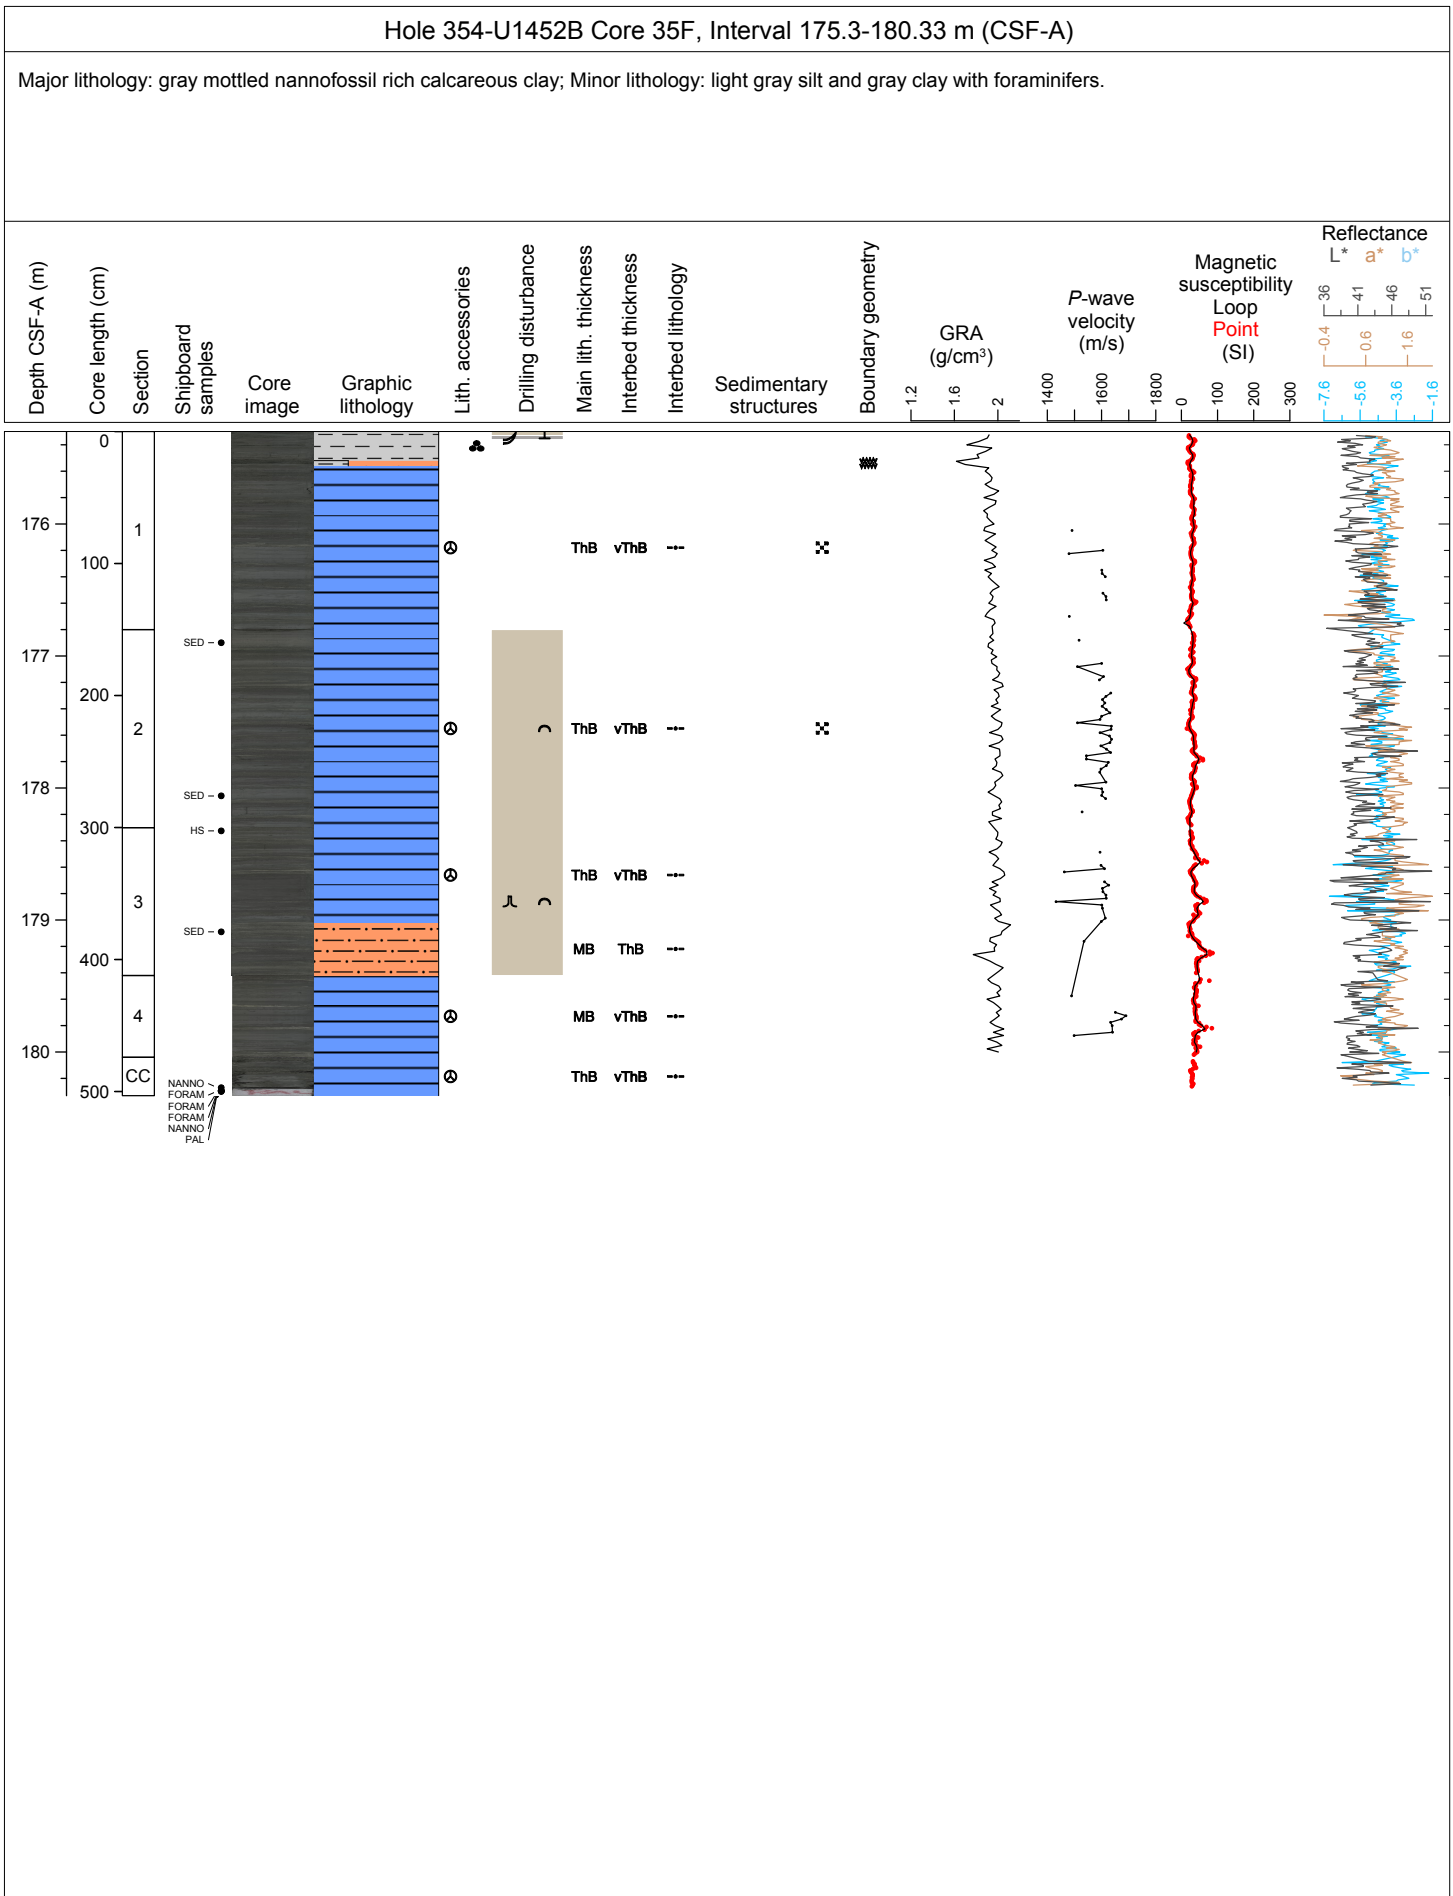 Hole 354-U1452B Core 35F, Interval 175.3-180.33 m (CSF-A)
Major lithology: gray mottled nannofossil rich calcareous clay; Minor lithology: light gray silt and gray clay with foraminifers.
Depth CSF-A (m)
Core length (cm)
Section
Shipboard
samples
Core
image
Graphic
lithology
Lith. accessories
Drilling disturbance
Main lith. thickness
Interbed thickness
Interbed lithology
Sedimentary
structures
Boundary geometry
GRA
(g/cm³)
1.2
1.6
2
P-wave
velocity
(m/s)
1400
1600
1800
Magnetic
susceptibility
Loop
Point
(SI)
0
100
200
300
Reflectance
L* a* b*
36
41
46
51
-0.4
0.6
1.6
-7.6
-5.6
-3.6
-1.6
0
176
1
ThB vThB
100
SED
177
200
2
ThB vThB
178
SED
300
HS
ThB vThB
3
179
SED
MB ThB
400
4
MB vThB
180
CC
ThB vThB
500
NANNO
FORAM
FORAM
FORAM
NANNO
PAL